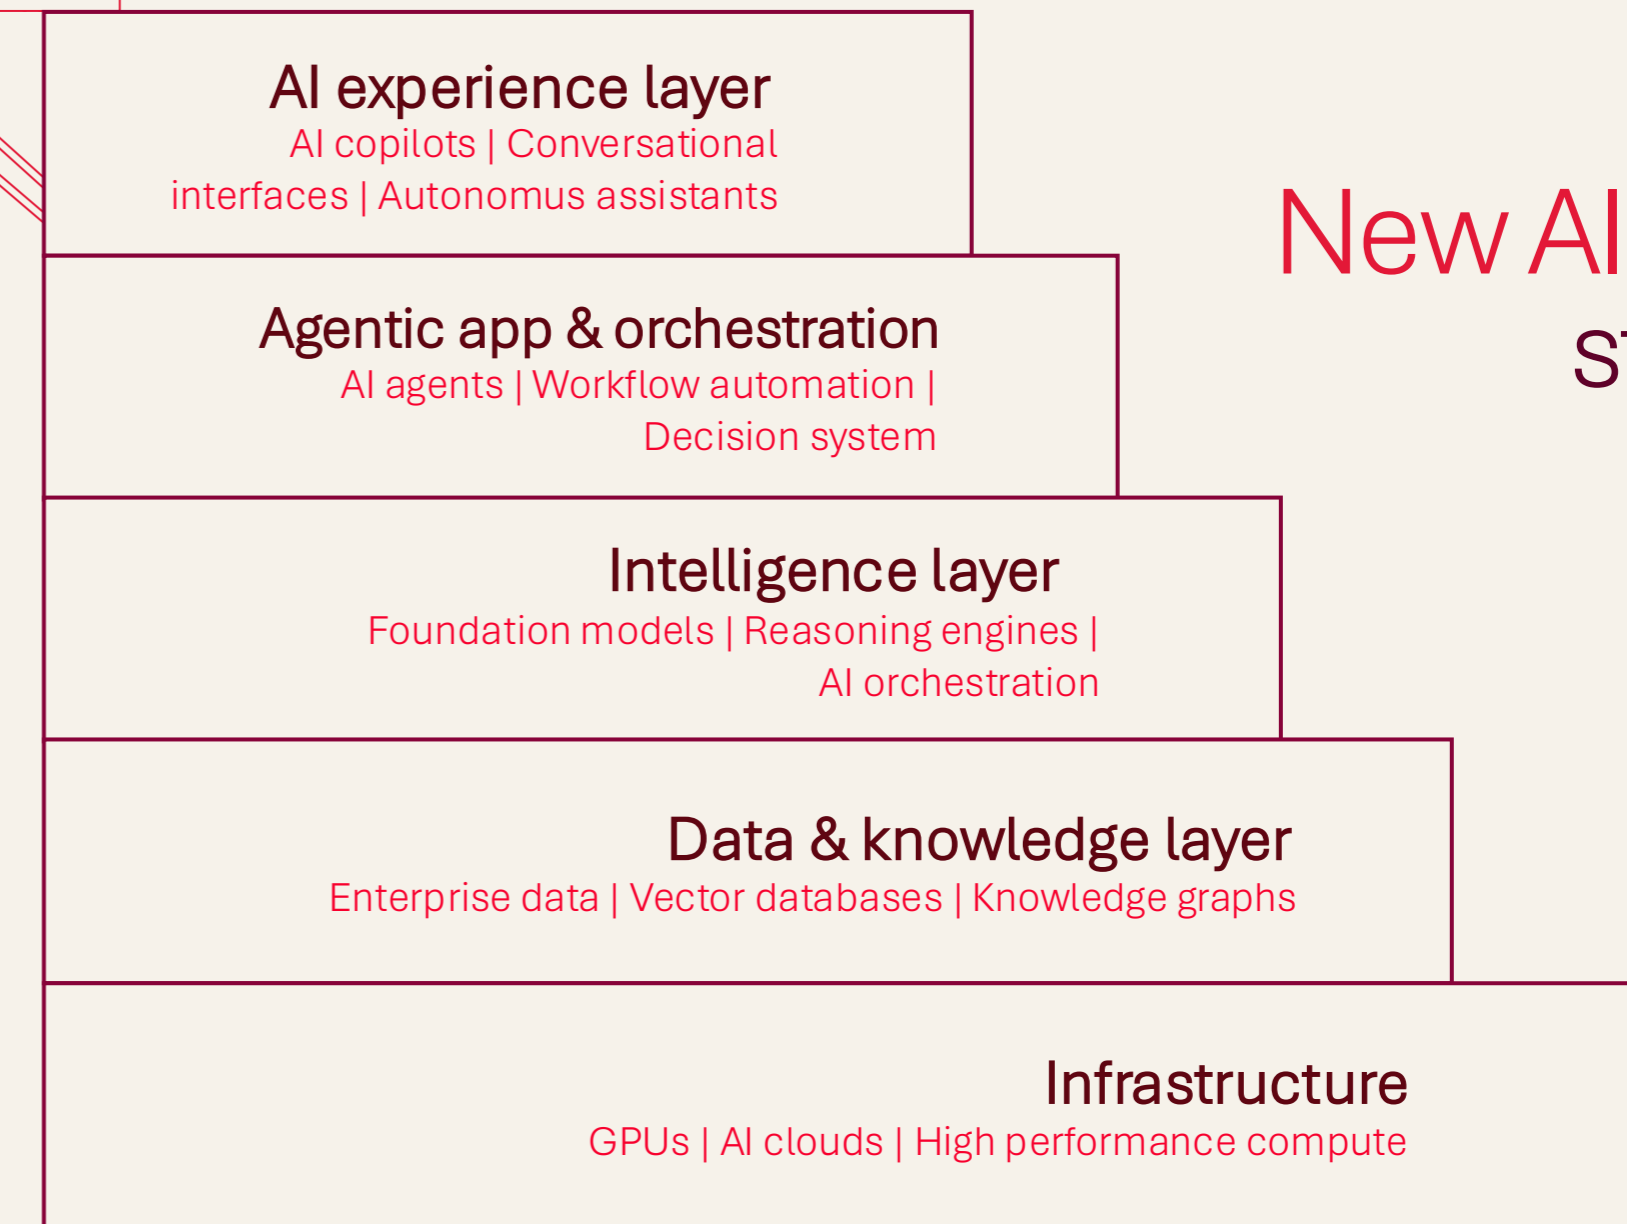 AI experience layer
AI copilots | Conversational
interfaces | Autonomus assistants
New AI
Agentic app & orchestration
AI agents | Workflow automation |
Decision system
Intelligence layer
Foundation models | Reasoning engines |
AI orchestration
Data & knowledge layer
Enterprise data | Vector databases | Knowledge graphs
Infrastructure
GPUs | AI clouds | High performance compute